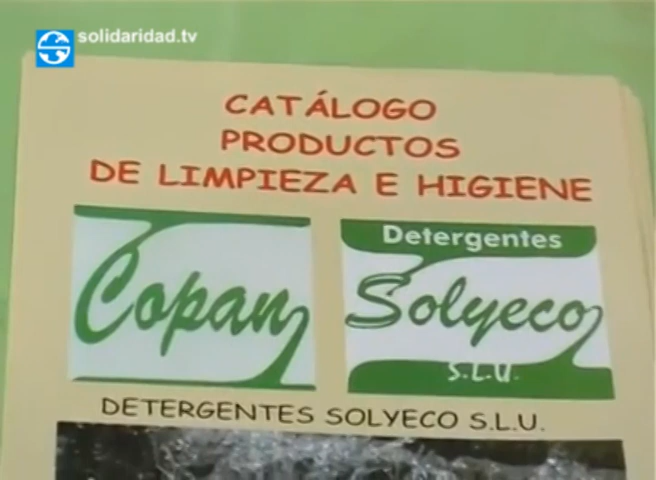 solidaridad.tv
CATÁLOGO
PRODUCTOS
DE LIMPIEZA E HIGIENE
Copan
Detergentes
Solyeco
S.L.U.
DETERGENTES SOLYECO S.L.U.